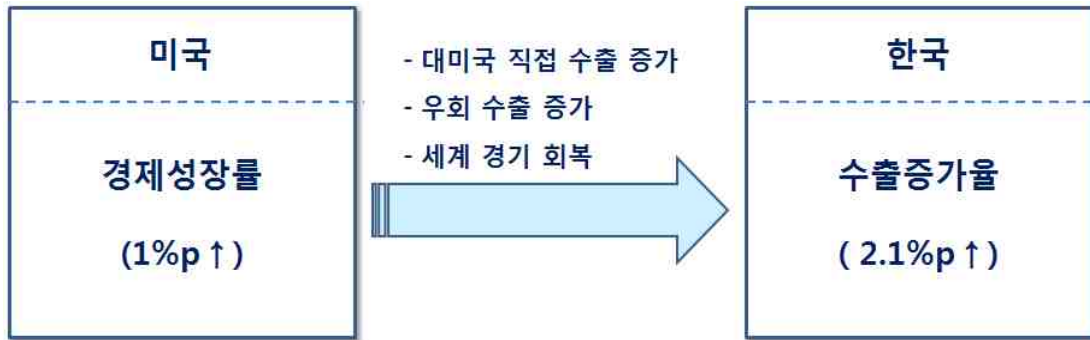 미국
경제성장률
(1%p ↑)
- 대미국 직접 수출 증가
- 우회 수출 증가
- 세계 경기 회복
한국
수출증가율
( 2.1%p ↑)